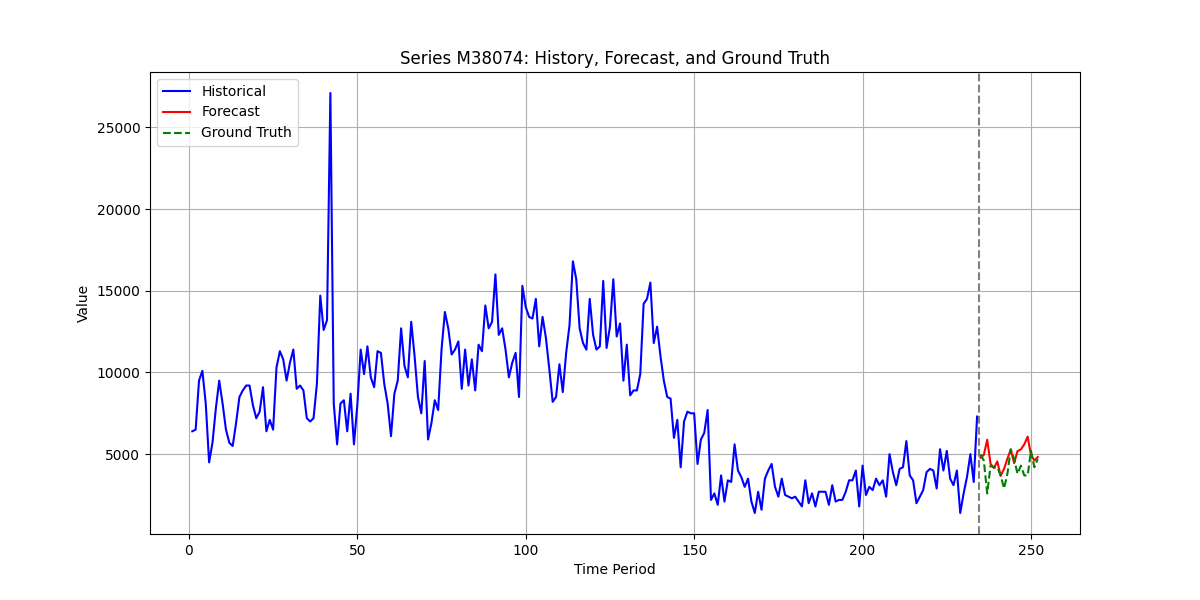 Series M38074: History, Forecast, and Ground Truth
Historical
Forecast
Ground Truth
25000
20000
15000
10000
5000
Value
0
50
100
150
200
250
Time Period